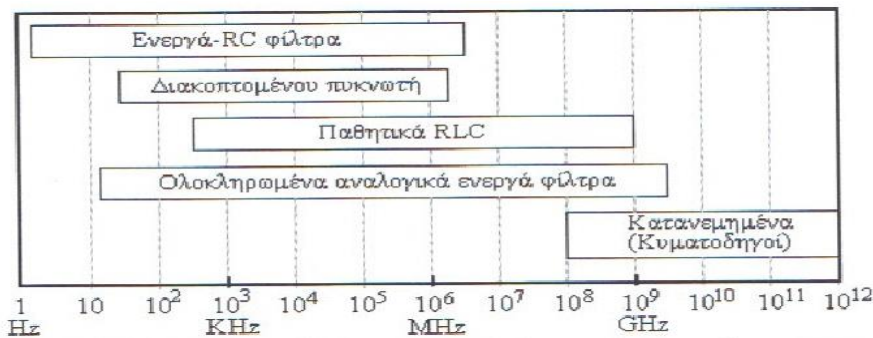 Ενεργά-RC φίλτρα
Διακοπτομένου πυκνωτή
Παθητικά RLC
Ολοκληρωμένα αναλογικά ενεργά φίλτρα
Κατανεμημένα
(Κυματοδηγοί)
1 10 10² 10³ 10⁴ 10⁵ 10⁶ 10⁷ 10⁸ 10⁹ 10¹⁰ 10¹¹ 10¹²
Hz KHz MHz GHz